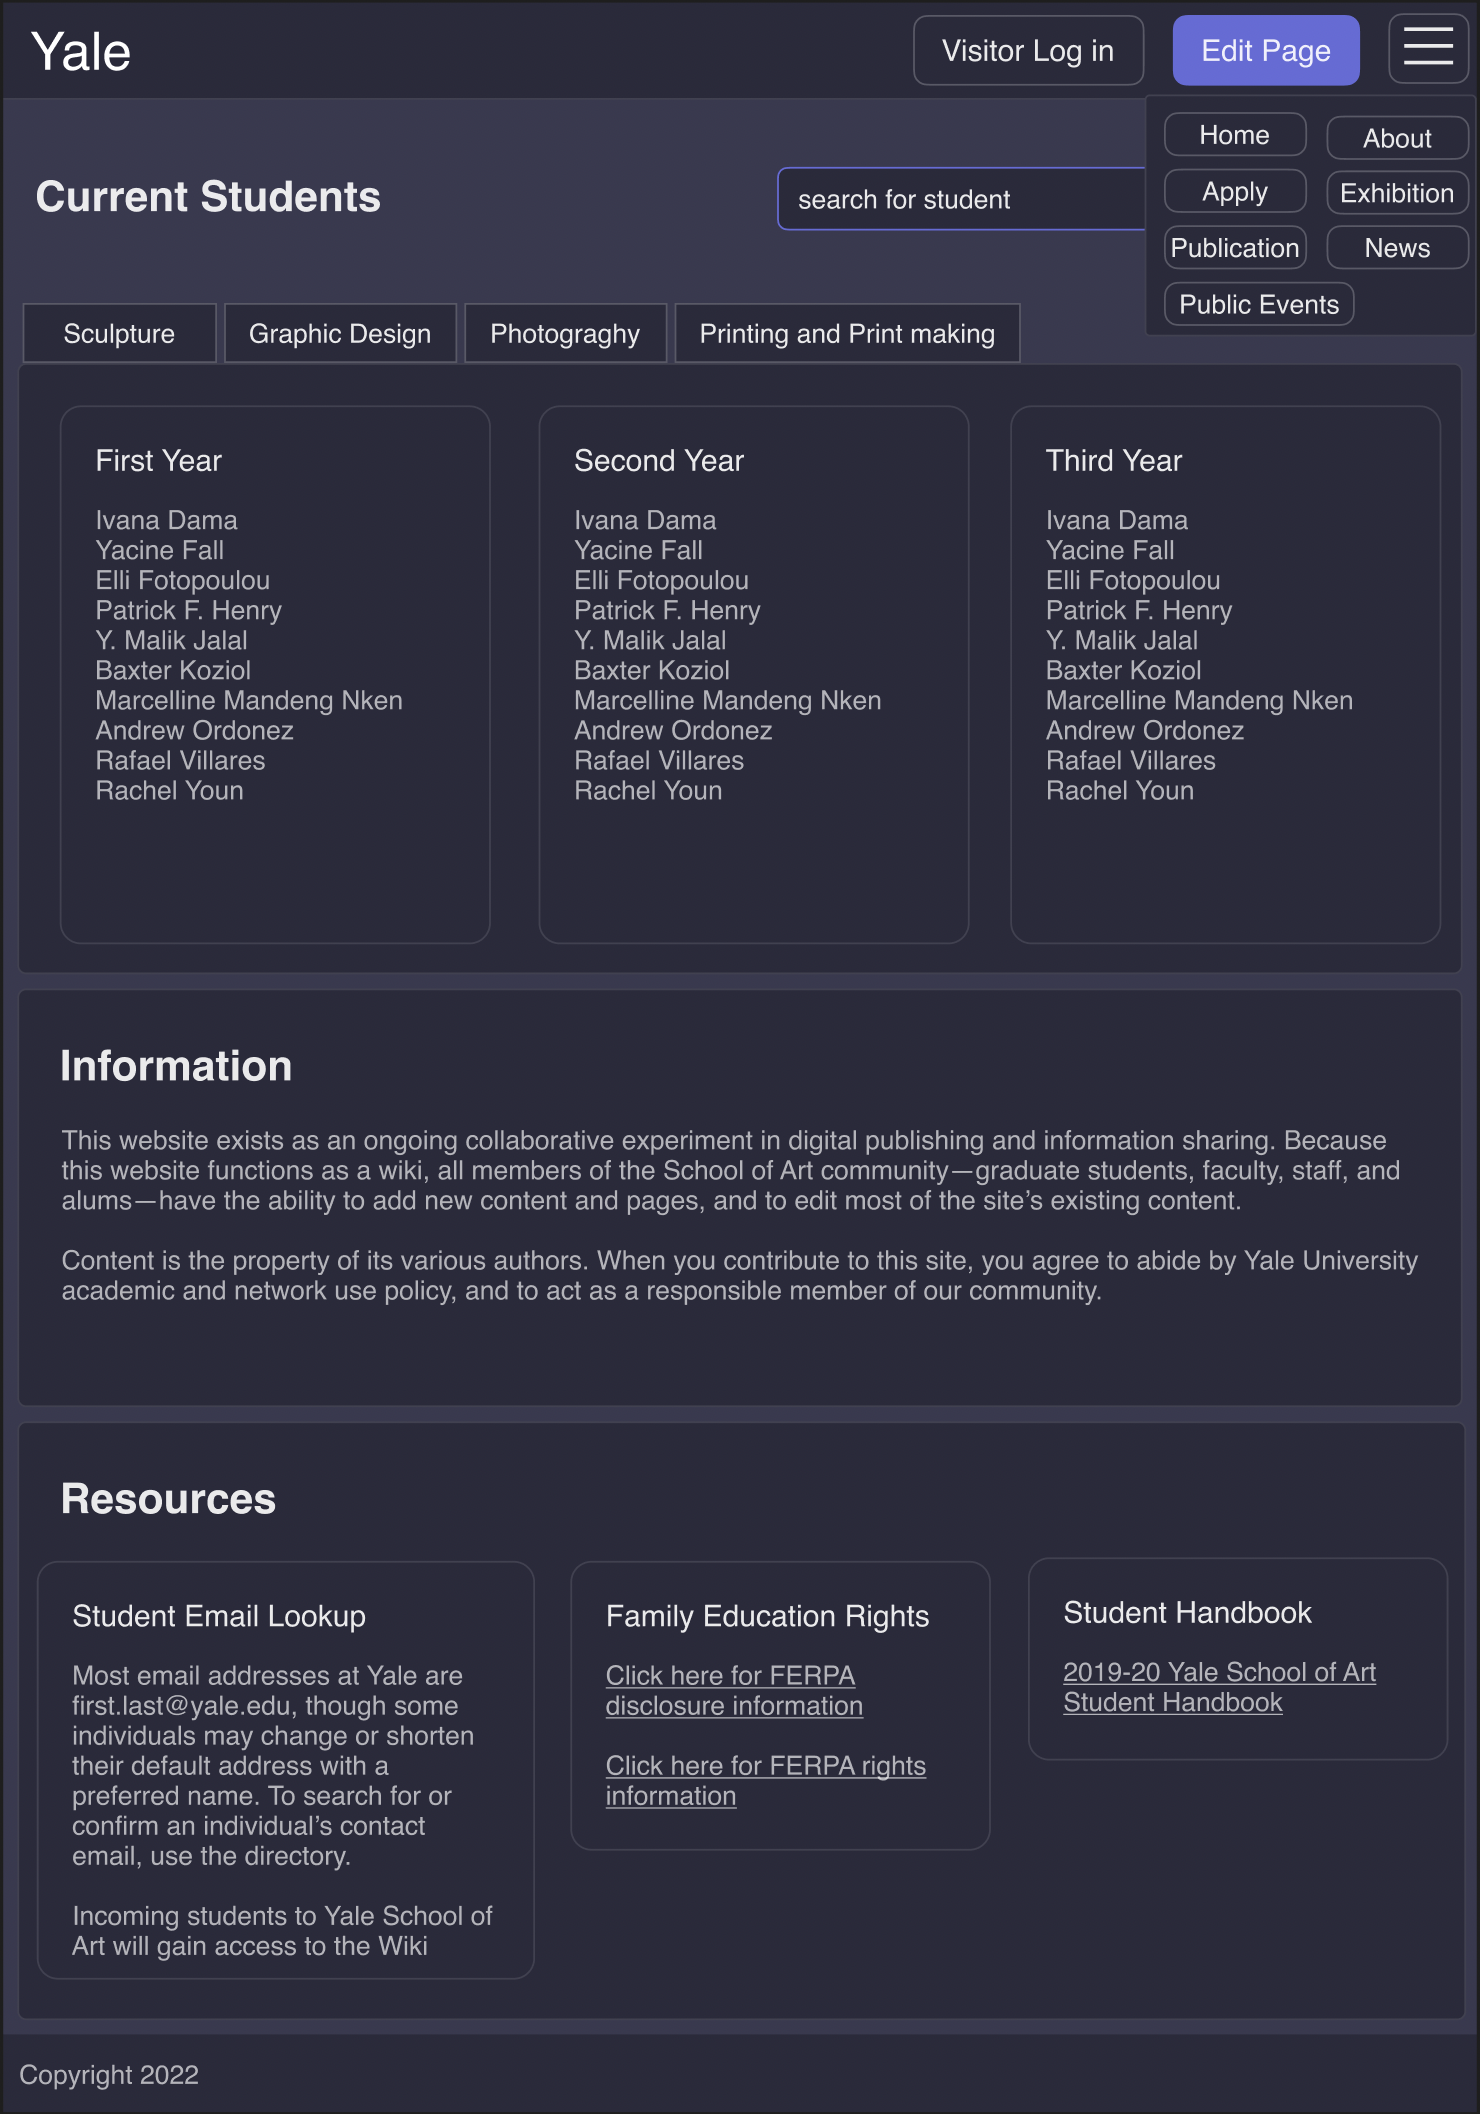 Yale
Visitor Log in
Edit Page
Home
About
Apply
Exhibition
Publication
News
Public Events
Current Students
search for student
Sculpture
Graphic Design
Photograghy
Printing and Print making
First Year
Ivana Dama
Yacine Fall
Elli Fotopoulou
Patrick F. Henry
Y. Malik Jalal
Baxter Koziol
Marcelline Mandeng Nken
Andrew Ordonez
Rafael Villares
Rachel Youn
Second Year
Ivana Dama
Yacine Fall
Elli Fotopoulou
Patrick F. Henry
Y. Malik Jalal
Baxter Koziol
Marcelline Mandeng Nken
Andrew Ordonez
Rafael Villares
Rachel Youn
Third Year
Ivana Dama
Yacine Fall
Elli Fotopoulou
Patrick F. Henry
Y. Malik Jalal
Baxter Koziol
Marcelline Mandeng Nken
Andrew Ordonez
Rafael Villares
Rachel Youn
Information
This website exists as an ongoing collaborative experiment in digital publishing and information sharing. Because
this website functions as a wiki, all members of the School of Art community—graduate students, faculty, staff, and
alums—have the ability to add new content and pages, and to edit most of the site’s existing content.
Content is the property of its various authors. When you contribute to this site, you agree to abide by Yale University
academic and network use policy, and to act as a responsible member of our community.
Resources
Student Email Lookup
Most email addresses at Yale are
first.last@yale.edu, though some
individuals may change or shorten
their default address with a
preferred name. To search for or
confirm an individual’s contact
email, use the directory.
Incoming students to Yale School of
Art will gain access to the Wiki
Family Education Rights
Click here for FERPA
disclosure information
Click here for FERPA rights
information
Student Handbook
2019-20 Yale School of Art
Student Handbook
Copyright 2022